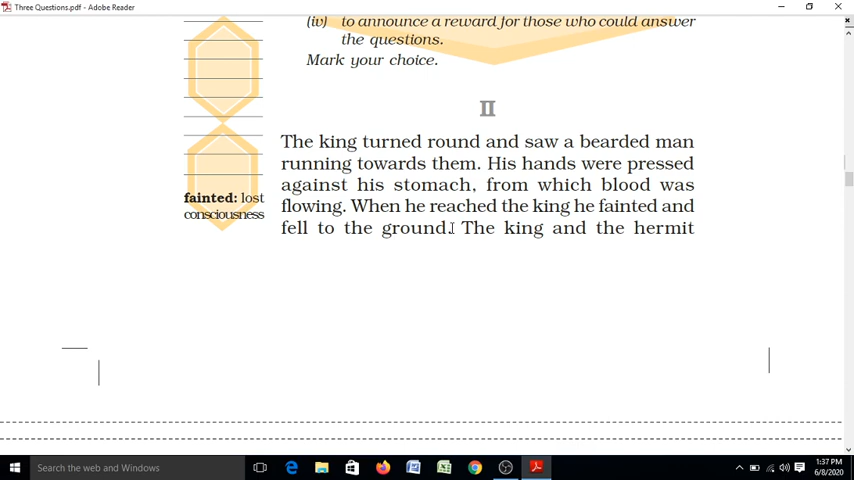 Three Questions.pdf - Adobe Reader
(iv) to announce a reward for those who could answer
the questions.
Mark your choice.
II
The king turned round and saw a bearded man
running towards them. His hands were pressed
against his stomach, from which blood was
flowing. When he reached the king he fainted and
fell to the ground. The king and the hermit
fainted: lost
consciousness
Search the web and Windows
1:37 PM
6/8/2020